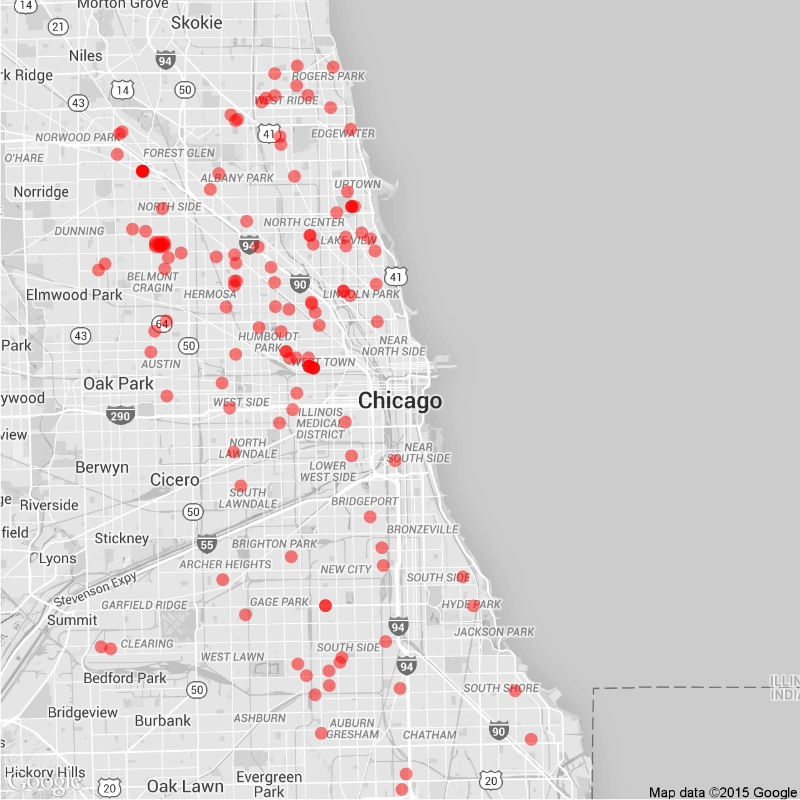 14
Morton Grove
21
Skokie
Niles
94
rk Ridge
14
50
ROGERS PARK
43
WEST RIDGE
NORWOOD PARK
41
EDGEWATER
O'HARE
FOREST GLEN
ALBANY PARK
UPTOWN
Norridge
NORTH SIDE
NORTH CENTER
DUNNING
94
LAKE VIEW
BELMONT
CRAGIN
41
90
Elmwood Park
HERMOSA
LINCOLN PARK
64
43
50
HUMBOLDT
PARK
NEAR
NORTH SIDE
Park
AUSTIN
WEST TOWN
Oak Park
ywood
WEST SIDE
Chicago
290
ILLINOIS
MEDICAL
DISTRICT
view
NORTH
LAWNDALE
NEAR
SOUTH SIDE
Berwyn
LOWER
WEST SIDE
Cicero
SOUTH
LAWNDALE
ge
Riverside
50
BRIDGEPORT
field
Stickney
BRONZEVILLE
55
BRIGHTON PARK
Lyons
ARCHER HEIGHTS
NEW CITY
SOUTH SIDE
Stevenson Expy
GARFIELD RIDGE
GAGE PARK
HYDE PARK
Summit
94
JACKSON PARK
CLEARING
SOUTH SIDE
WEST LAWN
94
Bedford Park
50
SOUTH SHORE
ILLIN
INDIA
Bridgeview
Burbank
ASHBURN
AUBURN
GRESHAM
CHATHAM
90
Hickory Hills
Google
20
Oak Lawn
Evergreen
Park
20
Map data ©2015 Google